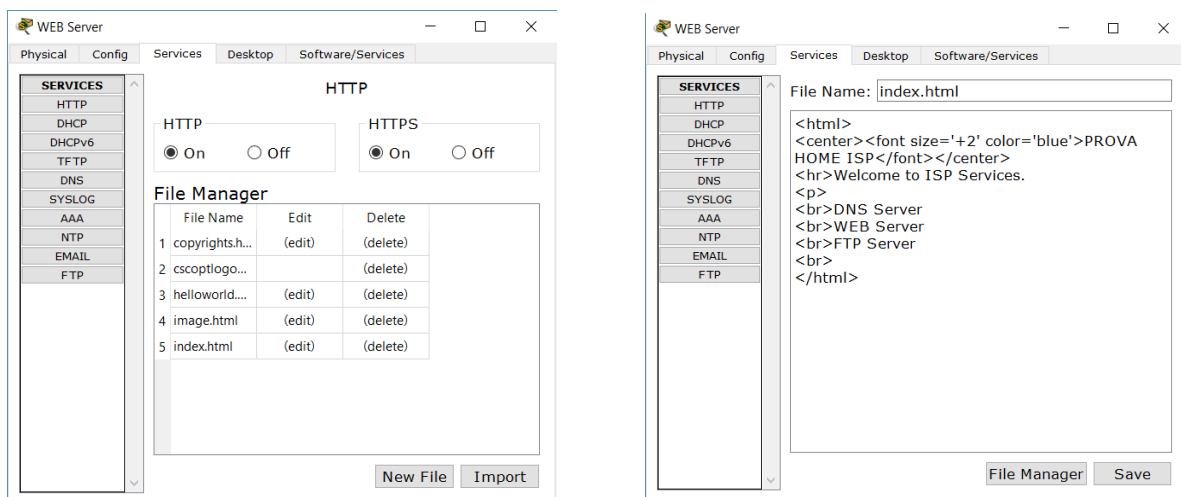 WEB Server
Physical Config Services Desktop Software/Services
SERVICES
HTTP
DHCP
DHCPv6
TFTP
DNS
SYSLOG
AAA
NTP
EMAIL
FTP
HTTP
HTTP HTTPS
On Off On Off
File Manager
File Name Edit Delete
1 copyrights.h... (edit) (delete)
2 cscoptlogo... (delete)
3 helloworld.... (edit) (delete)
4 image.html (edit) (delete)
5 index.html (edit) (delete)
New File Import
WEB Server
Physical Config Services Desktop Software/Services
SERVICES
HTTP
DHCP
DHCPv6
TFTP
DNS
SYSLOG
AAA
NTP
EMAIL
FTP
File Name: index.html
<html>
<center><font size='+2' color='blue'>PROVA
HOME ISP</font></center>
<hr>Welcome to ISP Services.
<p>
<br>DNS Server
<br>WEB Server
<br>FTP Server
<br>
</html>
File Manager Save